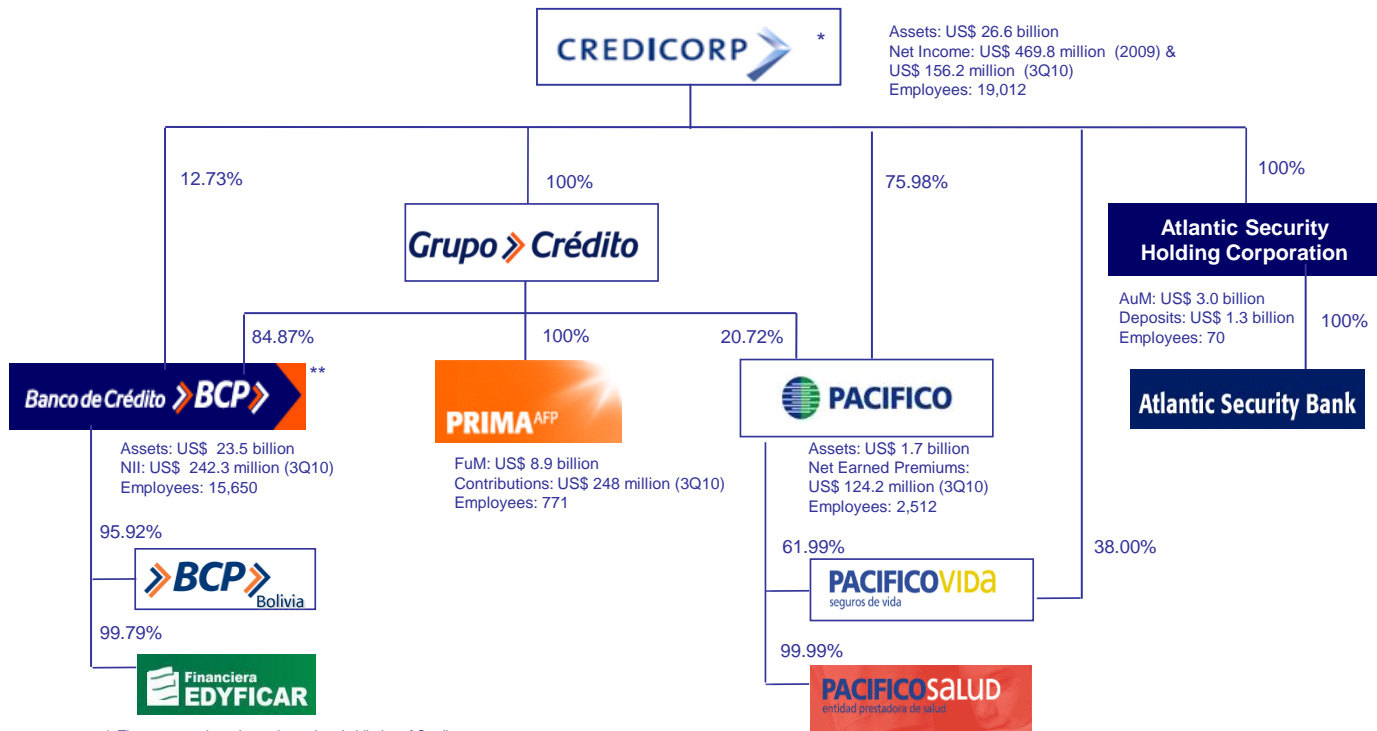 CREDICORP
*
Assets: US$ 26.6 billion
Net Income: US$ 469.8 million (2009) &
US$ 156.2 million (3Q10)
Employees: 19,012
12.73%
100%
75.98%
100%
Grupo Crédito
Atlantic Security
Holding Corporation
AuM: US$ 3.0 billion
Deposits: US$ 1.3 billion
Employees: 70
100%
84.87%
100%
20.72%
Banco de Crédito BCP
**
PRIMA AFP
PACIFICO
Atlantic Security Bank
Assets: US$ 23.5 billion
NII: US$ 242.3 million (3Q10)
Employees: 15,650
FuM: US$ 8.9 billion
Contributions: US$ 248 million (3Q10)
Employees: 771
Assets: US$ 1.7 billion
Net Earned Premiums:
US$ 124.2 million (3Q10)
Employees: 2,512
95.92%
61.99%
38.00%
BCP
Bolivia
PACIFICOVIDa
seguros de vida
99.79%
99.99%
Financiera
EDYFICAR
PACIFICOSaLUD
entidad prestadora de salud